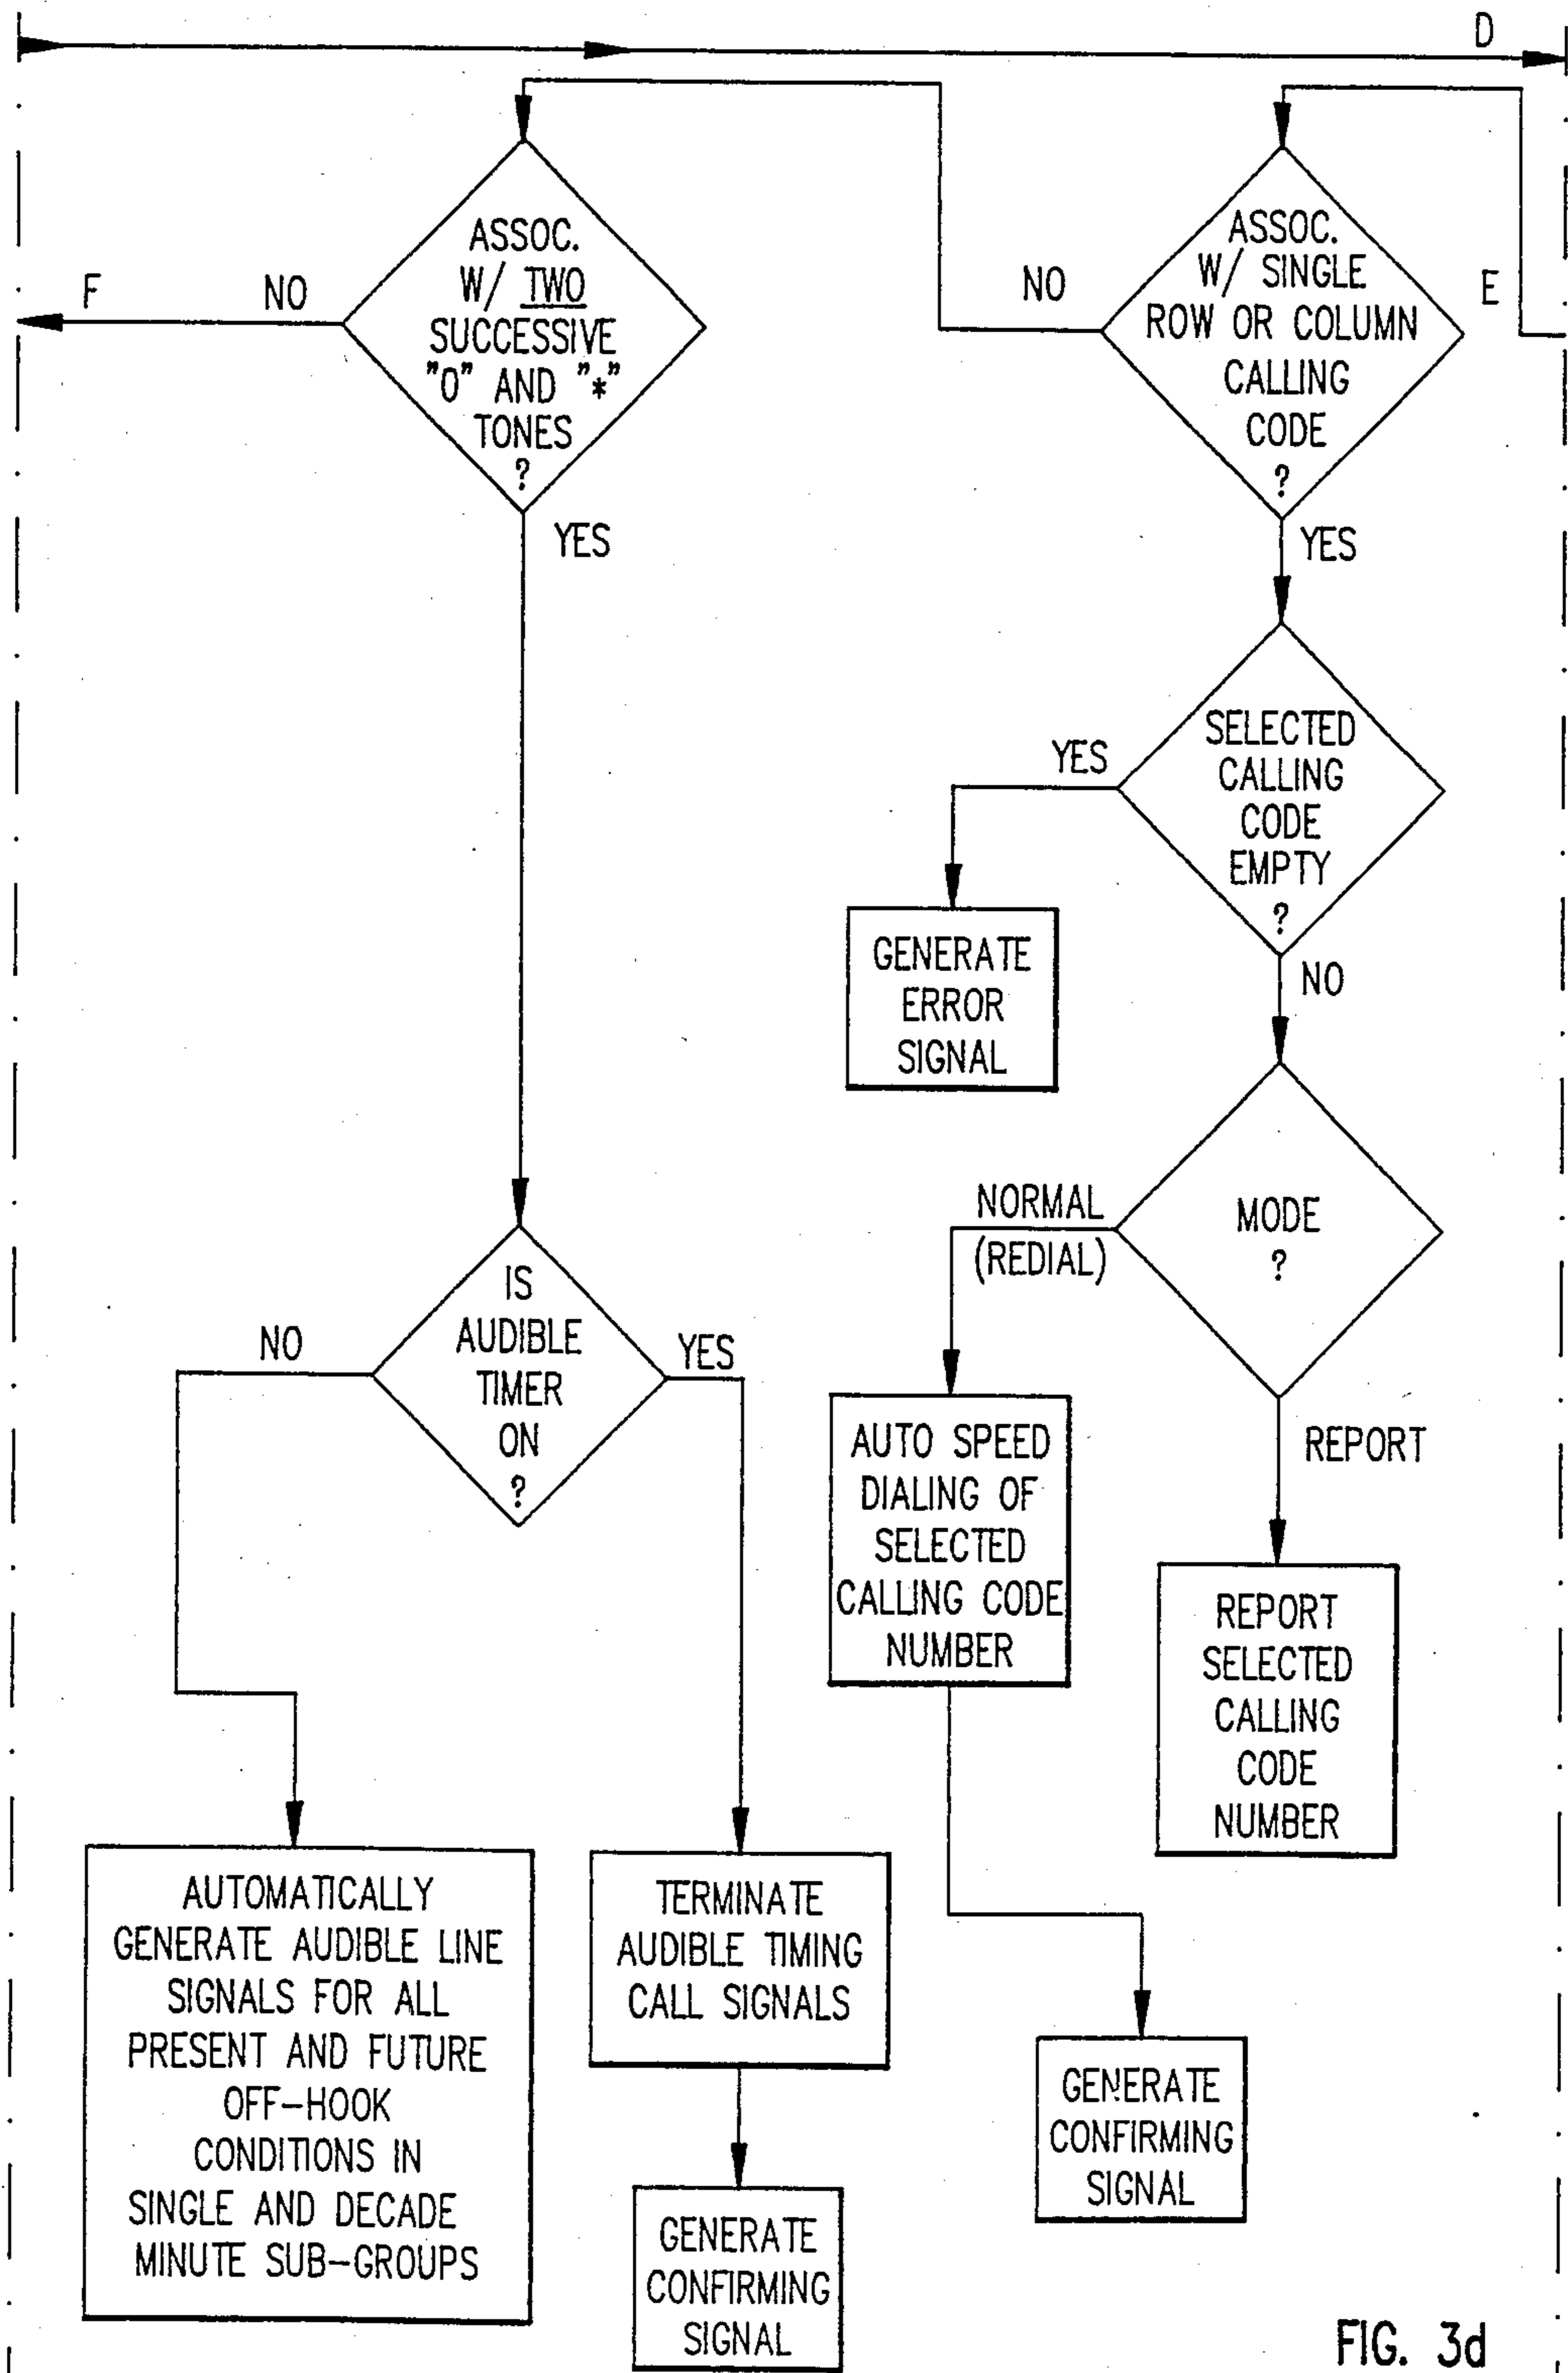 D
ASSOC.
W/ TWO
SUCCESSIVE
"0" AND "*"
TONES
?
F
NO
YES
ASSOC.
W/ SINGLE
ROW OR COLUMN
CALLING
CODE
?
NO
E
YES
SELECTED
CALLING
CODE
EMPTY
?
YES
NO
GENERATE
ERROR
SIGNAL
MODE
?
NORMAL
(REDIAL)
REPORT
IS
AUDIBLE
TIMER
ON
?
NO
YES
AUTO SPEED
DIALING OF
SELECTED
CALLING CODE
NUMBER
REPORT
SELECTED
CALLING
CODE
NUMBER
AUTOMATICALLY
GENERATE AUDIBLE LINE
SIGNALS FOR ALL
PRESENT AND FUTURE
OFF-HOOK
CONDITIONS IN
SINGLE AND DECADE
MINUTE SUB-GROUPS
TERMINATE
AUDIBLE TIMING
CALL SIGNALS
GENERATE
CONFIRMING
SIGNAL
GENERATE
CONFIRMING
SIGNAL
FIG. 3d